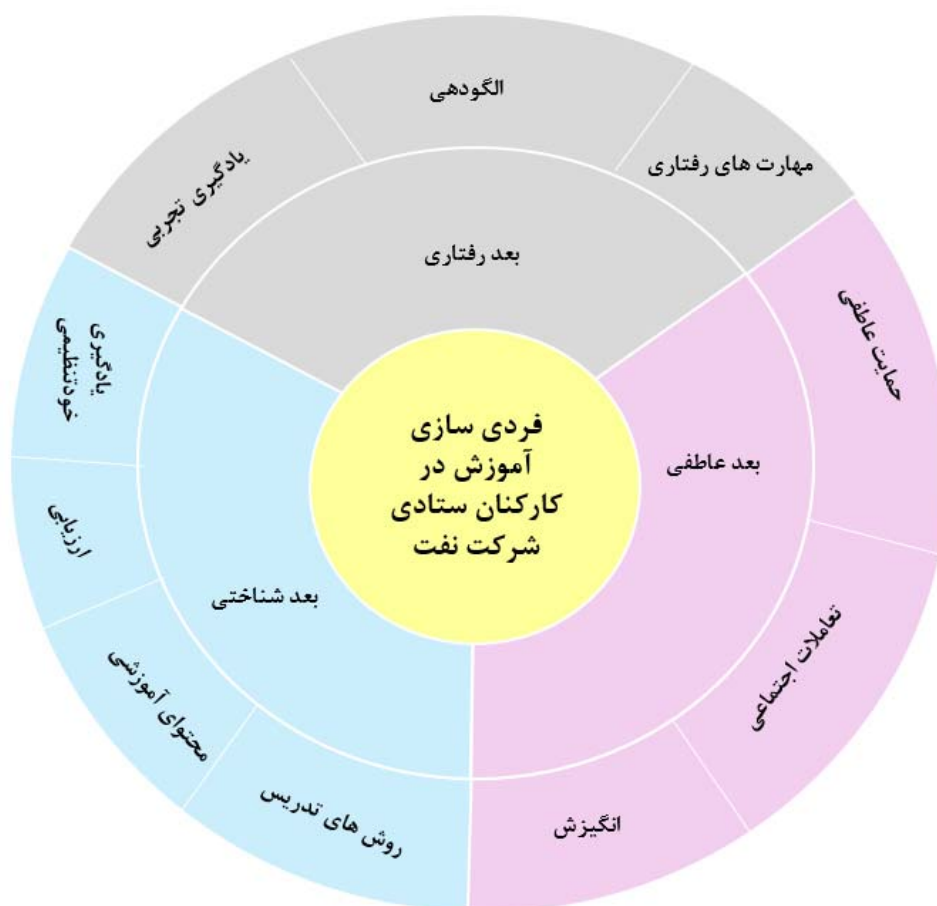 الگودهی
مهارت های رفتاری
یادگیری تجربی
بعد رفتاری
حمایت عاطفی
یادگیری
خودتنظیمی
فردی سازی
آموزش در
کارکنان ستادی
شرکت نفت
بعد عاطفی
ارزیابی
بعد شناختی
تعاملات اجتماعی
محتوای آموزشی
روش های تدریس
انگیزش